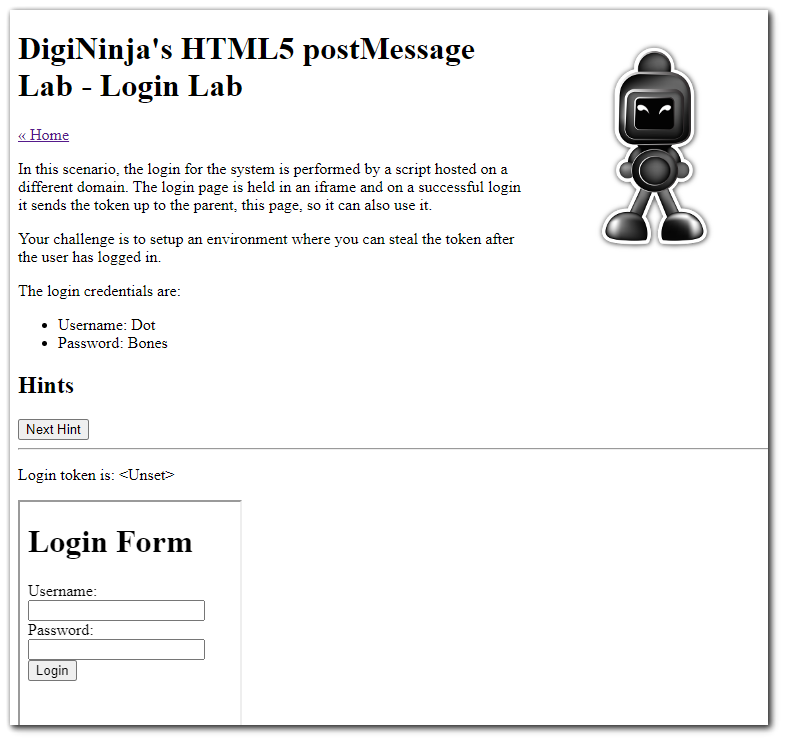 DigiNinja's HTML5 postMessage
Lab - Login Lab
« Home
In this scenario, the login for the system is performed by a script hosted on a
different domain. The login page is held in an iframe and on a successful login
it sends the token up to the parent, this page, so it can also use it.
Your challenge is to setup an environment where you can steal the token after
the user has logged in.
The login credentials are:
• Username: Dot
• Password: Bones
Hints
Next Hint
Login token is: <Unset>
Login Form
Username:
Password:
Login